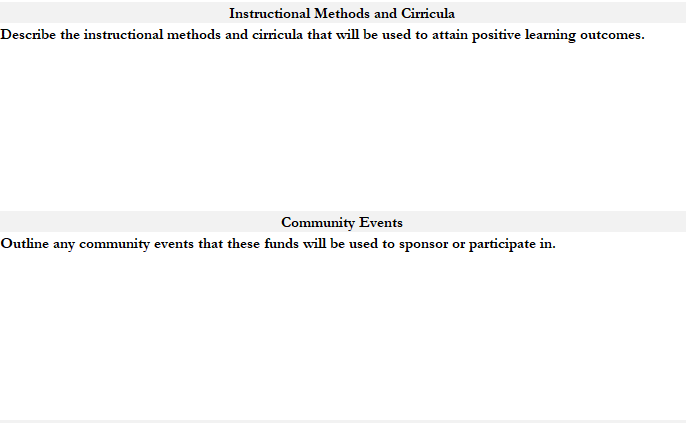 Instructional Methods and Cirricula
Describe the instructional methods and cirricula that will be used to attain positive learning outcomes.
Community Events
Outline any community events that these funds will be used to sponsor or participate in.